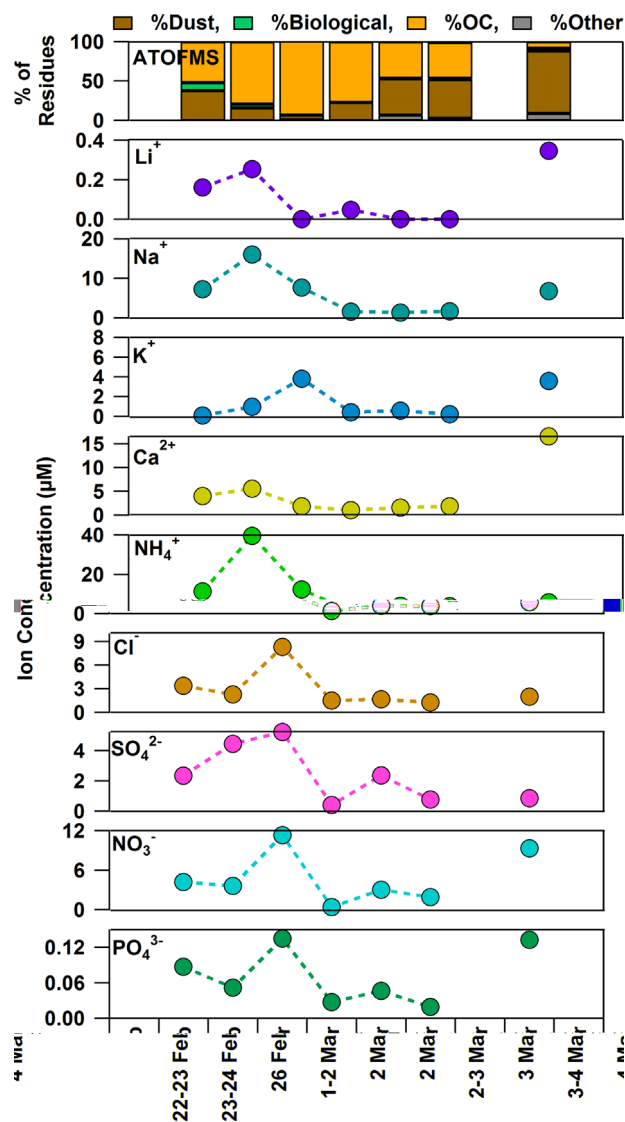 %Dust, %Biological, %OC, %Other
% of
Residues
100
50
0
ATOFMS
0.4
0.2
0.0
Li+
20
10
0
Na+
8
6
4
2
0
K+
15
10
5
0
Ca2+
40
20
NH4+
9
6
3
0
Cl-
4
2
0
SO42-
12
6
0
NO3-
0.12
0.06
0.00
PO43-
22-23 Feb
23-24 Feb
26 Feb
1-2 Mar
2 Mar
2 Mar
2-3 Mar
3 Mar
3-4 Mar